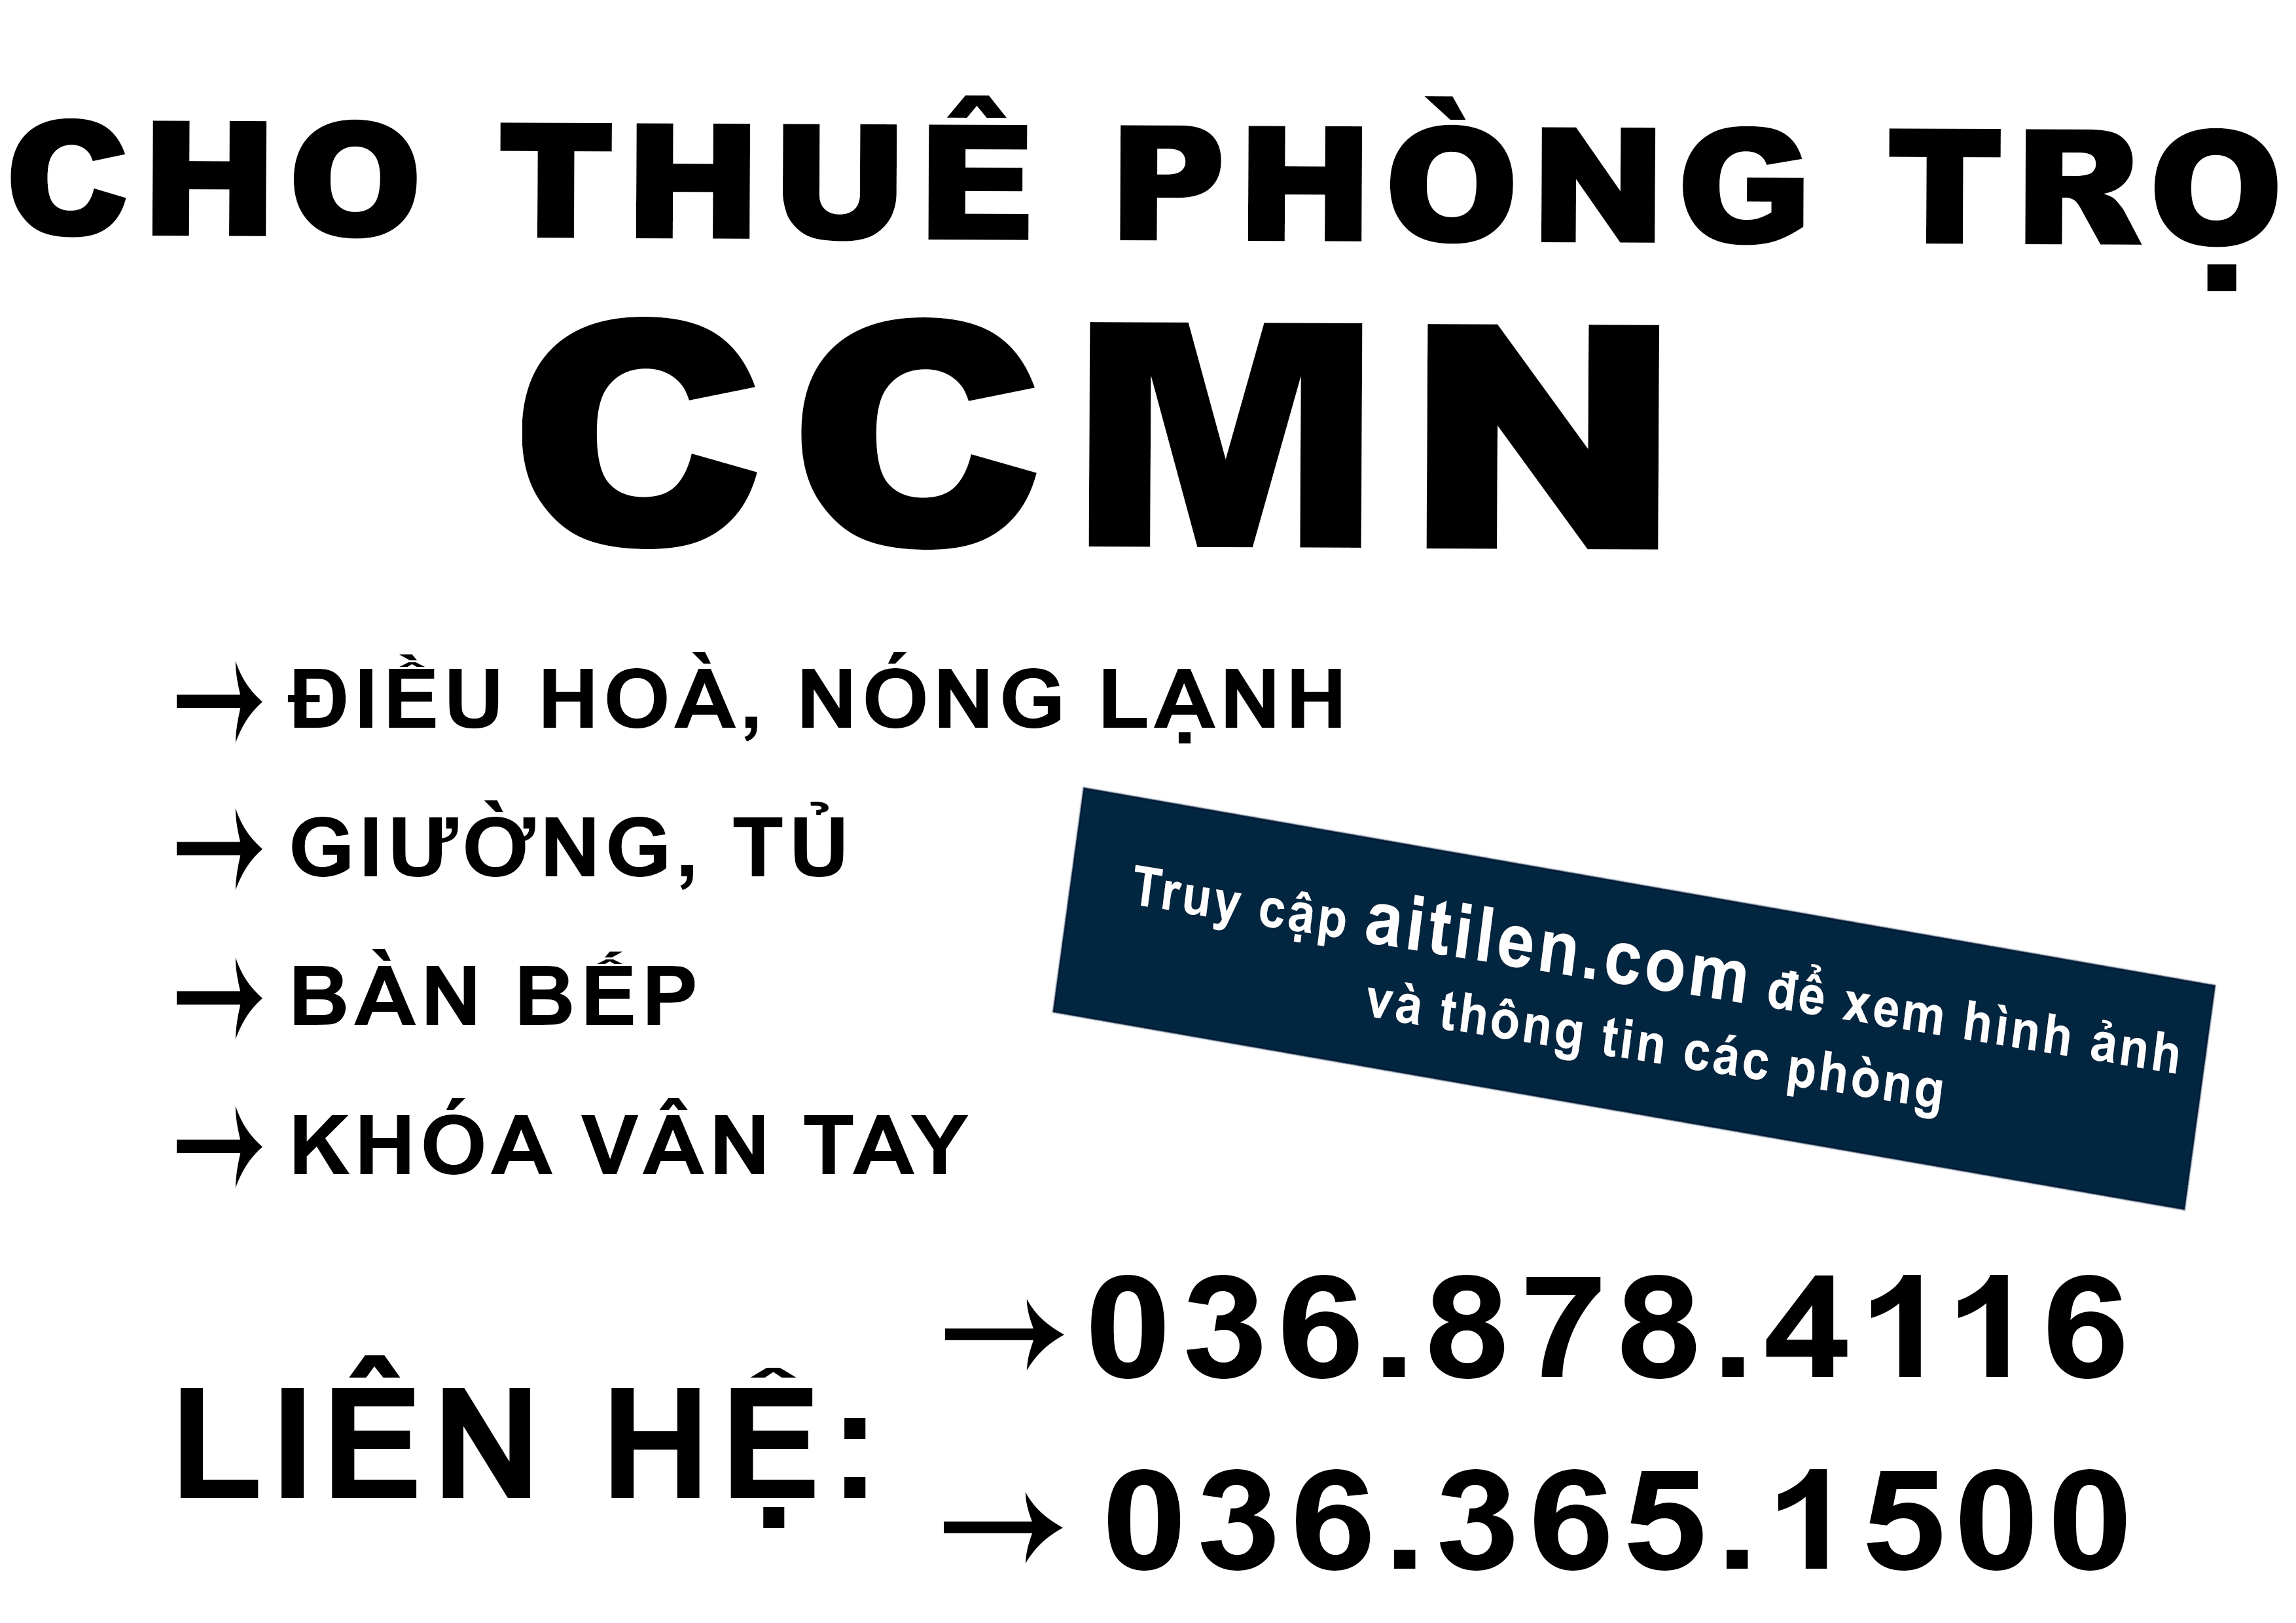 CHO THUÊ PHÒNG TRỌ
CCMN
→ ĐIỀU HOÀ, NÓNG LẠNH
→ GIƯỜNG, TỦ
→ BÀN BẾP
→ KHÓA VÂN TAY
Truy cập aitilen.com để xem hình ảnh
và thông tin các phòng
LIÊN HỆ:
→ 036.878.4116
→ 036.365.1500